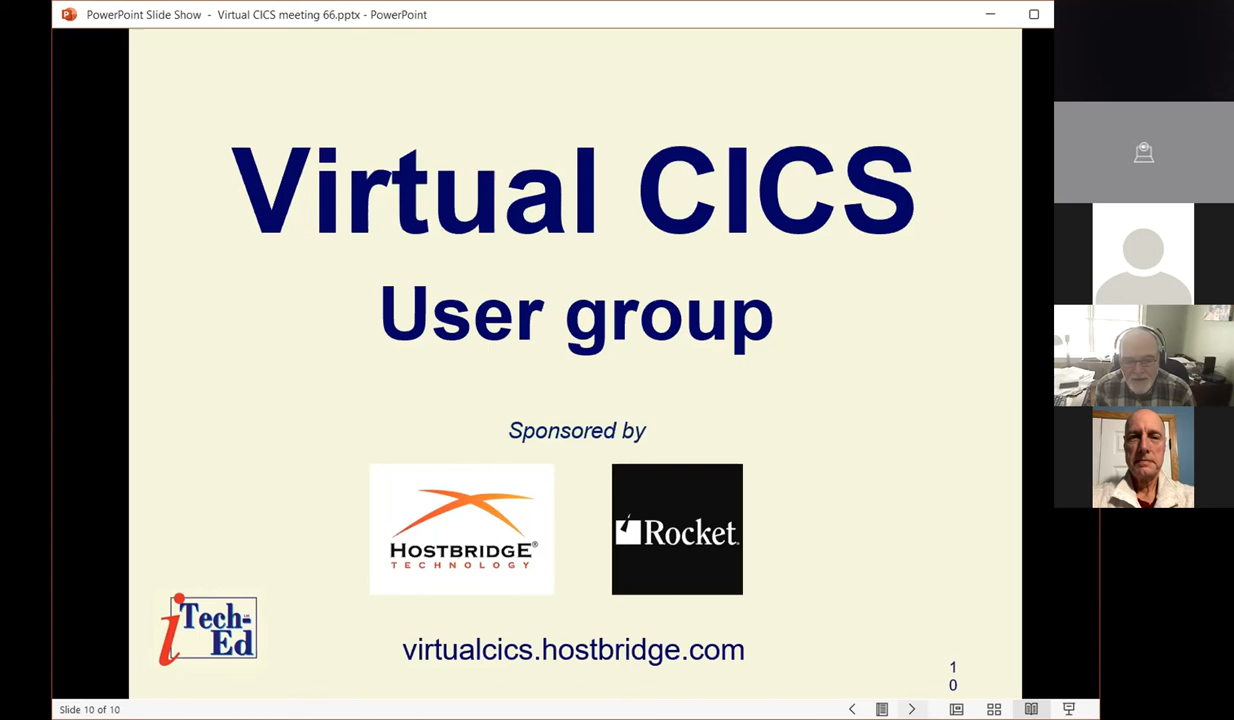 PowerPoint Slide Show - Virtual CICS meeting 66.pptx - PowerPoint
Virtual CICS
User group
Sponsored by
HOSTBRIDGE®
TECHNOLOGY
Rocket.
iTech-Ed
virtualcics.hostbridge.com
1
0
Slide 10 of 10